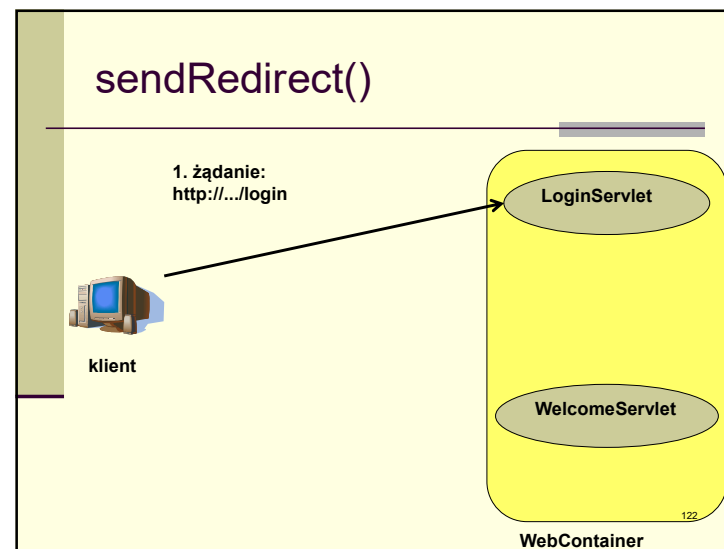 sendRedirect()
1. żądanie:
http://.../login
LoginServlet
klient
WelcomeServlet
122
WebContainer